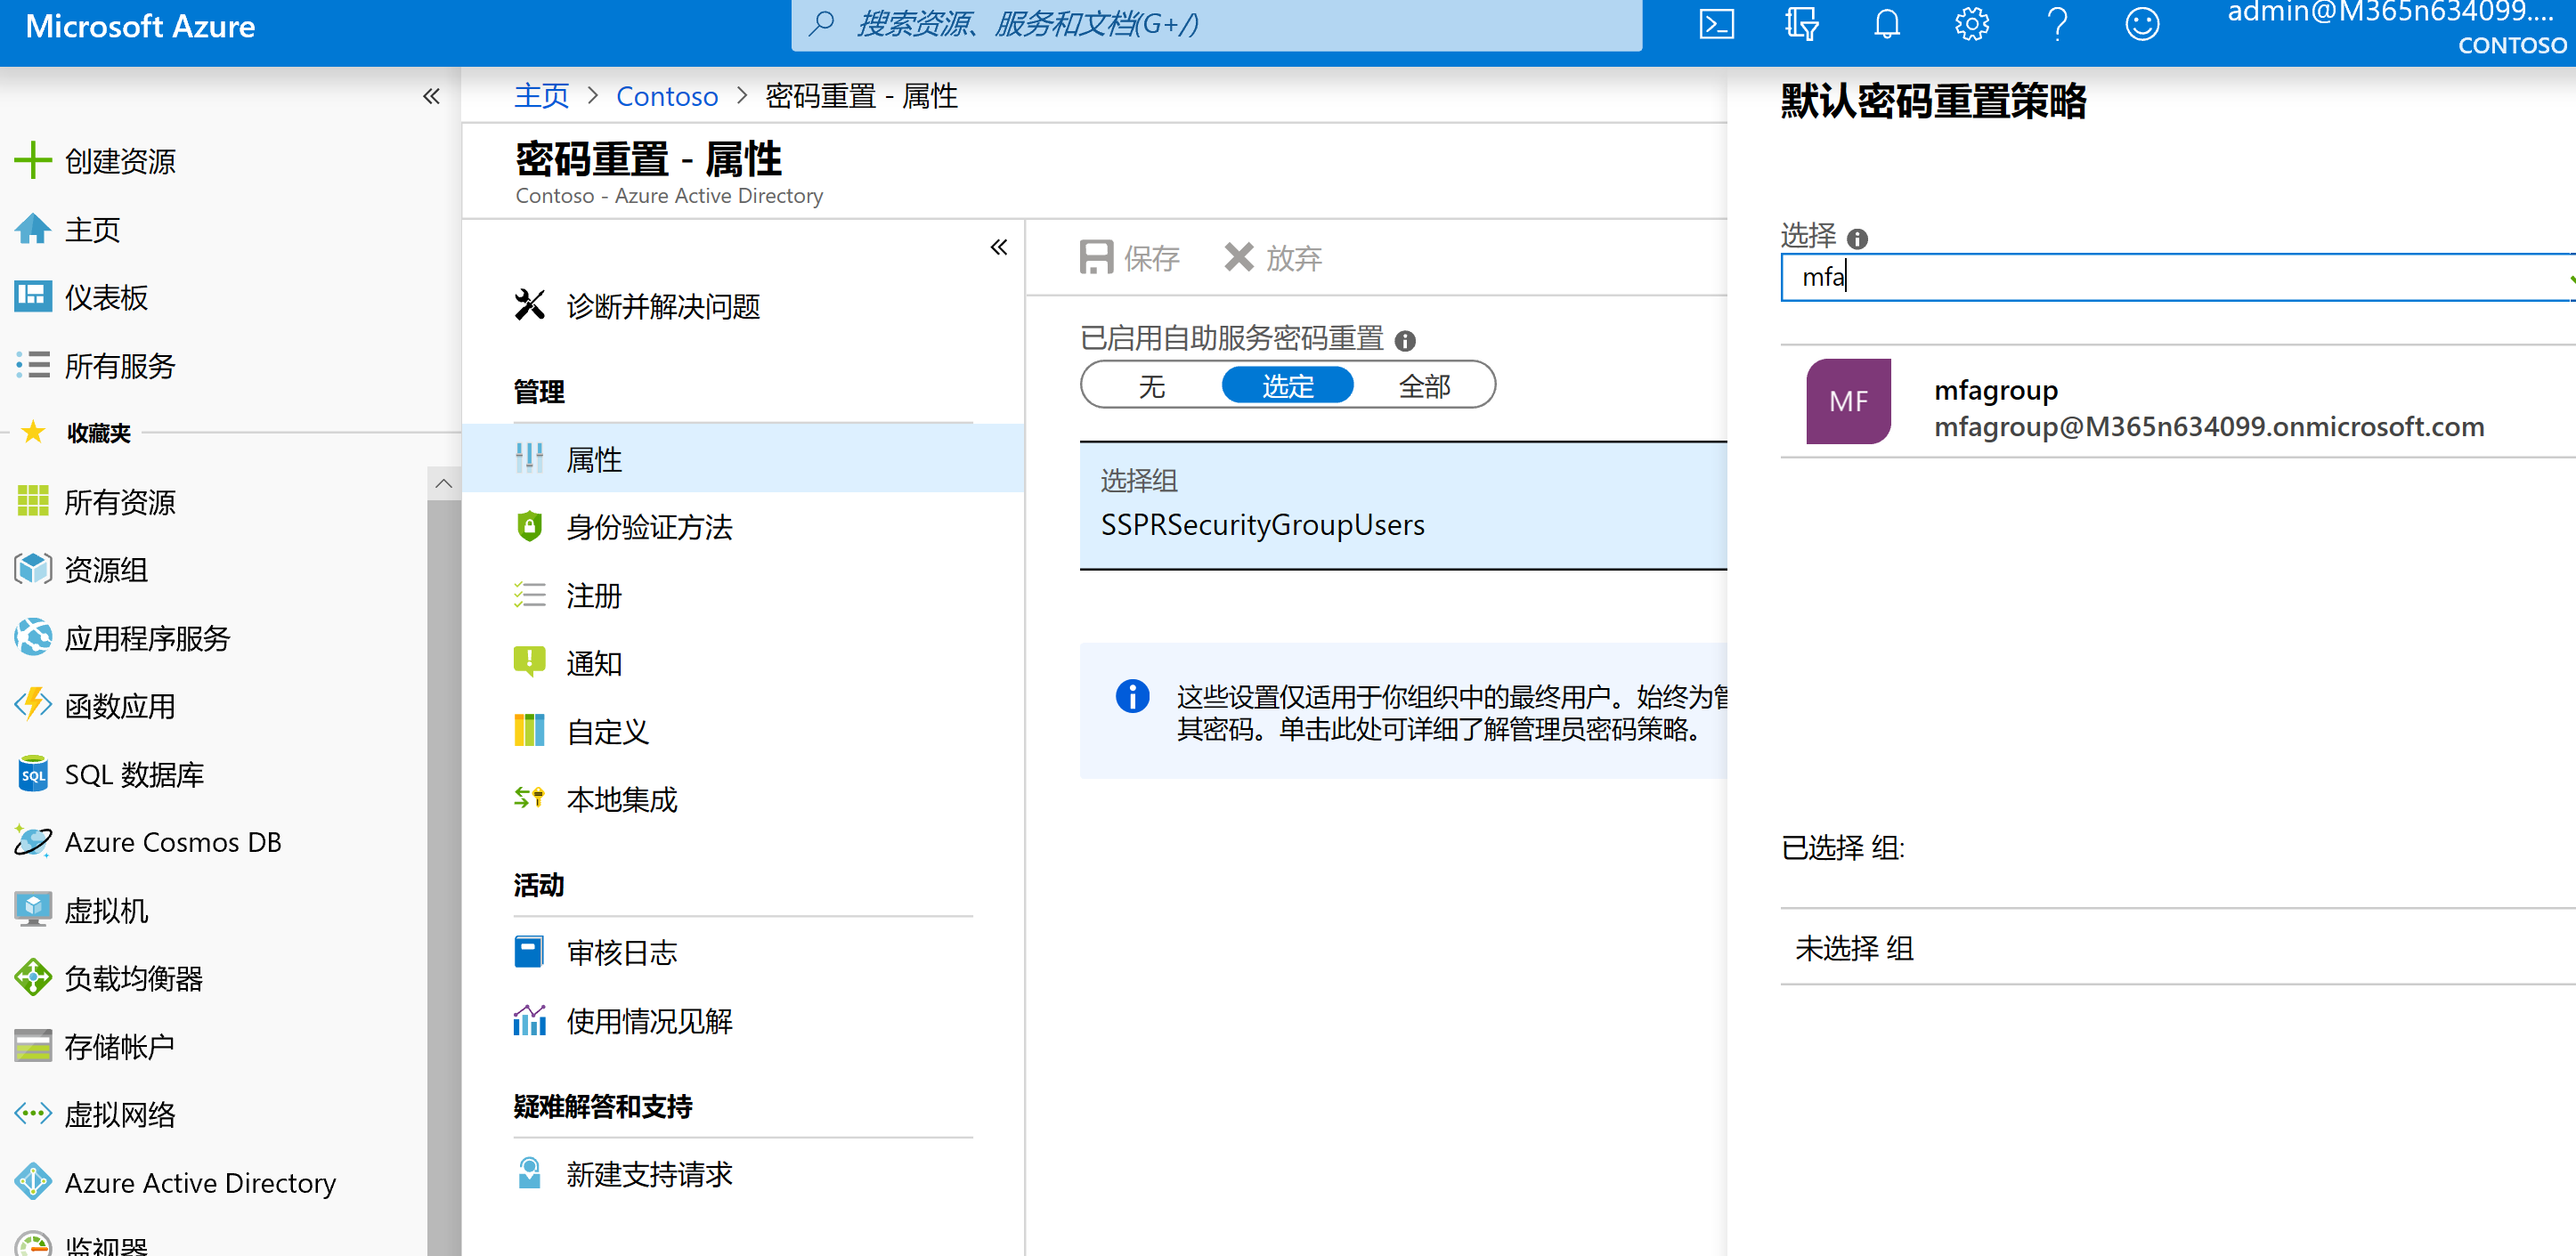 Microsoft Azure
搜索资源、服务和文档(G+/)
admin@M365n634099....
CONTOSO
创建资源
主页
仪表板
所有服务
收藏夹
所有资源
资源组
应用程序服务
函数应用
SQL 数据库
Azure Cosmos DB
虚拟机
负载均衡器
存储帐户
虚拟网络
Azure Active Directory
监视器
主页 > Contoso > 密码重置 - 属性
密码重置 - 属性
Contoso - Azure Active Directory
诊断并解决问题
管理
属性
身份验证方法
注册
通知
自定义
本地集成
活动
审核日志
使用情况见解
疑难解答和支持
新建支持请求
保存 放弃
已启用自助服务密码重置
无 选定 全部
选择组
SSPRSecurityGroupUsers
这些设置仅适用于你组织中的最终用户。始终为管
其密码。单击此处可详细了解管理员密码策略。
默认密码重置策略
选择
mfa
MF
mfagroup
mfagroup@M365n634099.onmicrosoft.com
已选择 组:
未选择 组